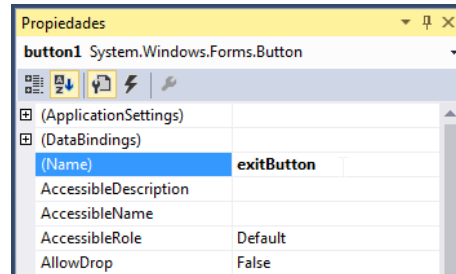 Propiedades
button1 System.Windows.Forms.Button
(ApplicationSettings)
(DataBindings)
(Name) exitButton
AccessibleDescription
AccessibleName
AccessibleRole Default
AllowDrop False